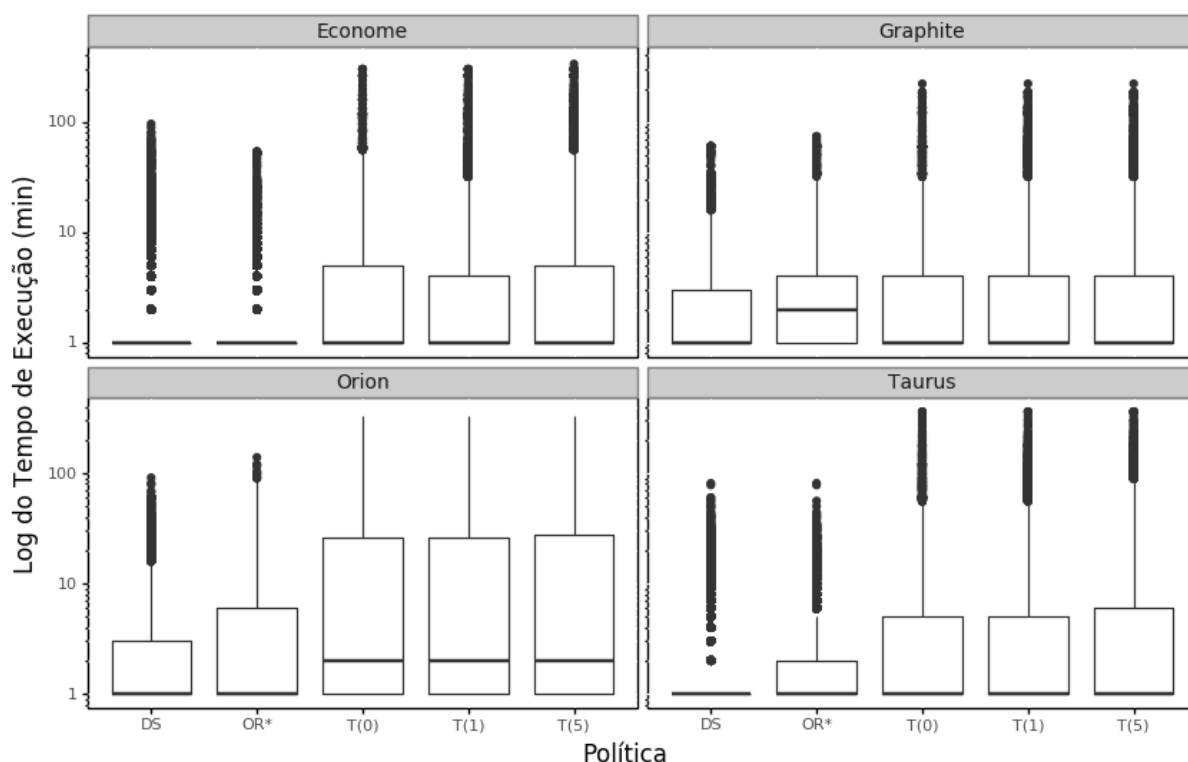 Econome
Graphite
100
10
1
Orion
Taurus
100
10
1
DS OR* T(0) T(1) T(5)
DS OR* T(0) T(1) T(5)
Política
Log do Tempo de Execução (min)